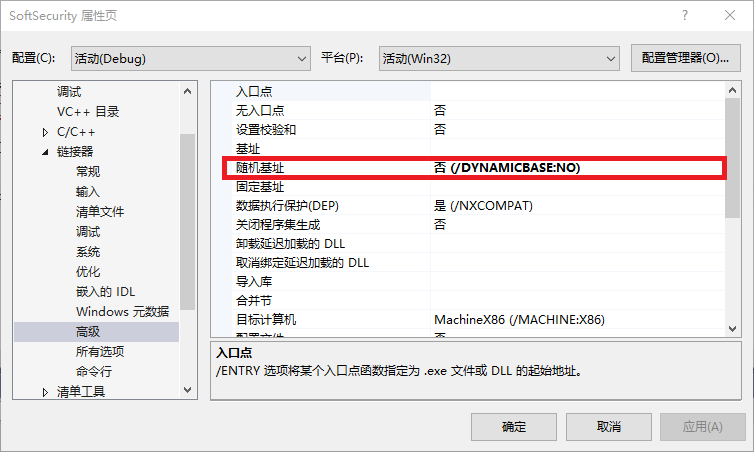 SoftSecurity 属性页
? ×
配置(C): 活动(Debug) 平台(P): 活动(Win32) 配置管理器(O)...
调试
VC++ 目录
C/C++
链接器
常规
输入
清单文件
调试
系统
优化
嵌入的 IDL
Windows 元数据
高级
所有选项
命令行
清单工具
入口点
无入口点 否
设置校验和 否
基址
随机基址 否 (/DYNAMICBASE:NO)
固定基址
数据执行保护(DEP) 是 (/NXCOMPAT)
关闭程序集生成 否
卸载延迟加载的 DLL
取消绑定延迟加载的 DLL
导入库
合并节
目标计算机 MachineX86 (/MACHINE:X86)
入口点
/ENTRY 选项将某个入口点函数指定为 .exe 文件或 DLL 的起始地址。
确定 取消 应用(A)